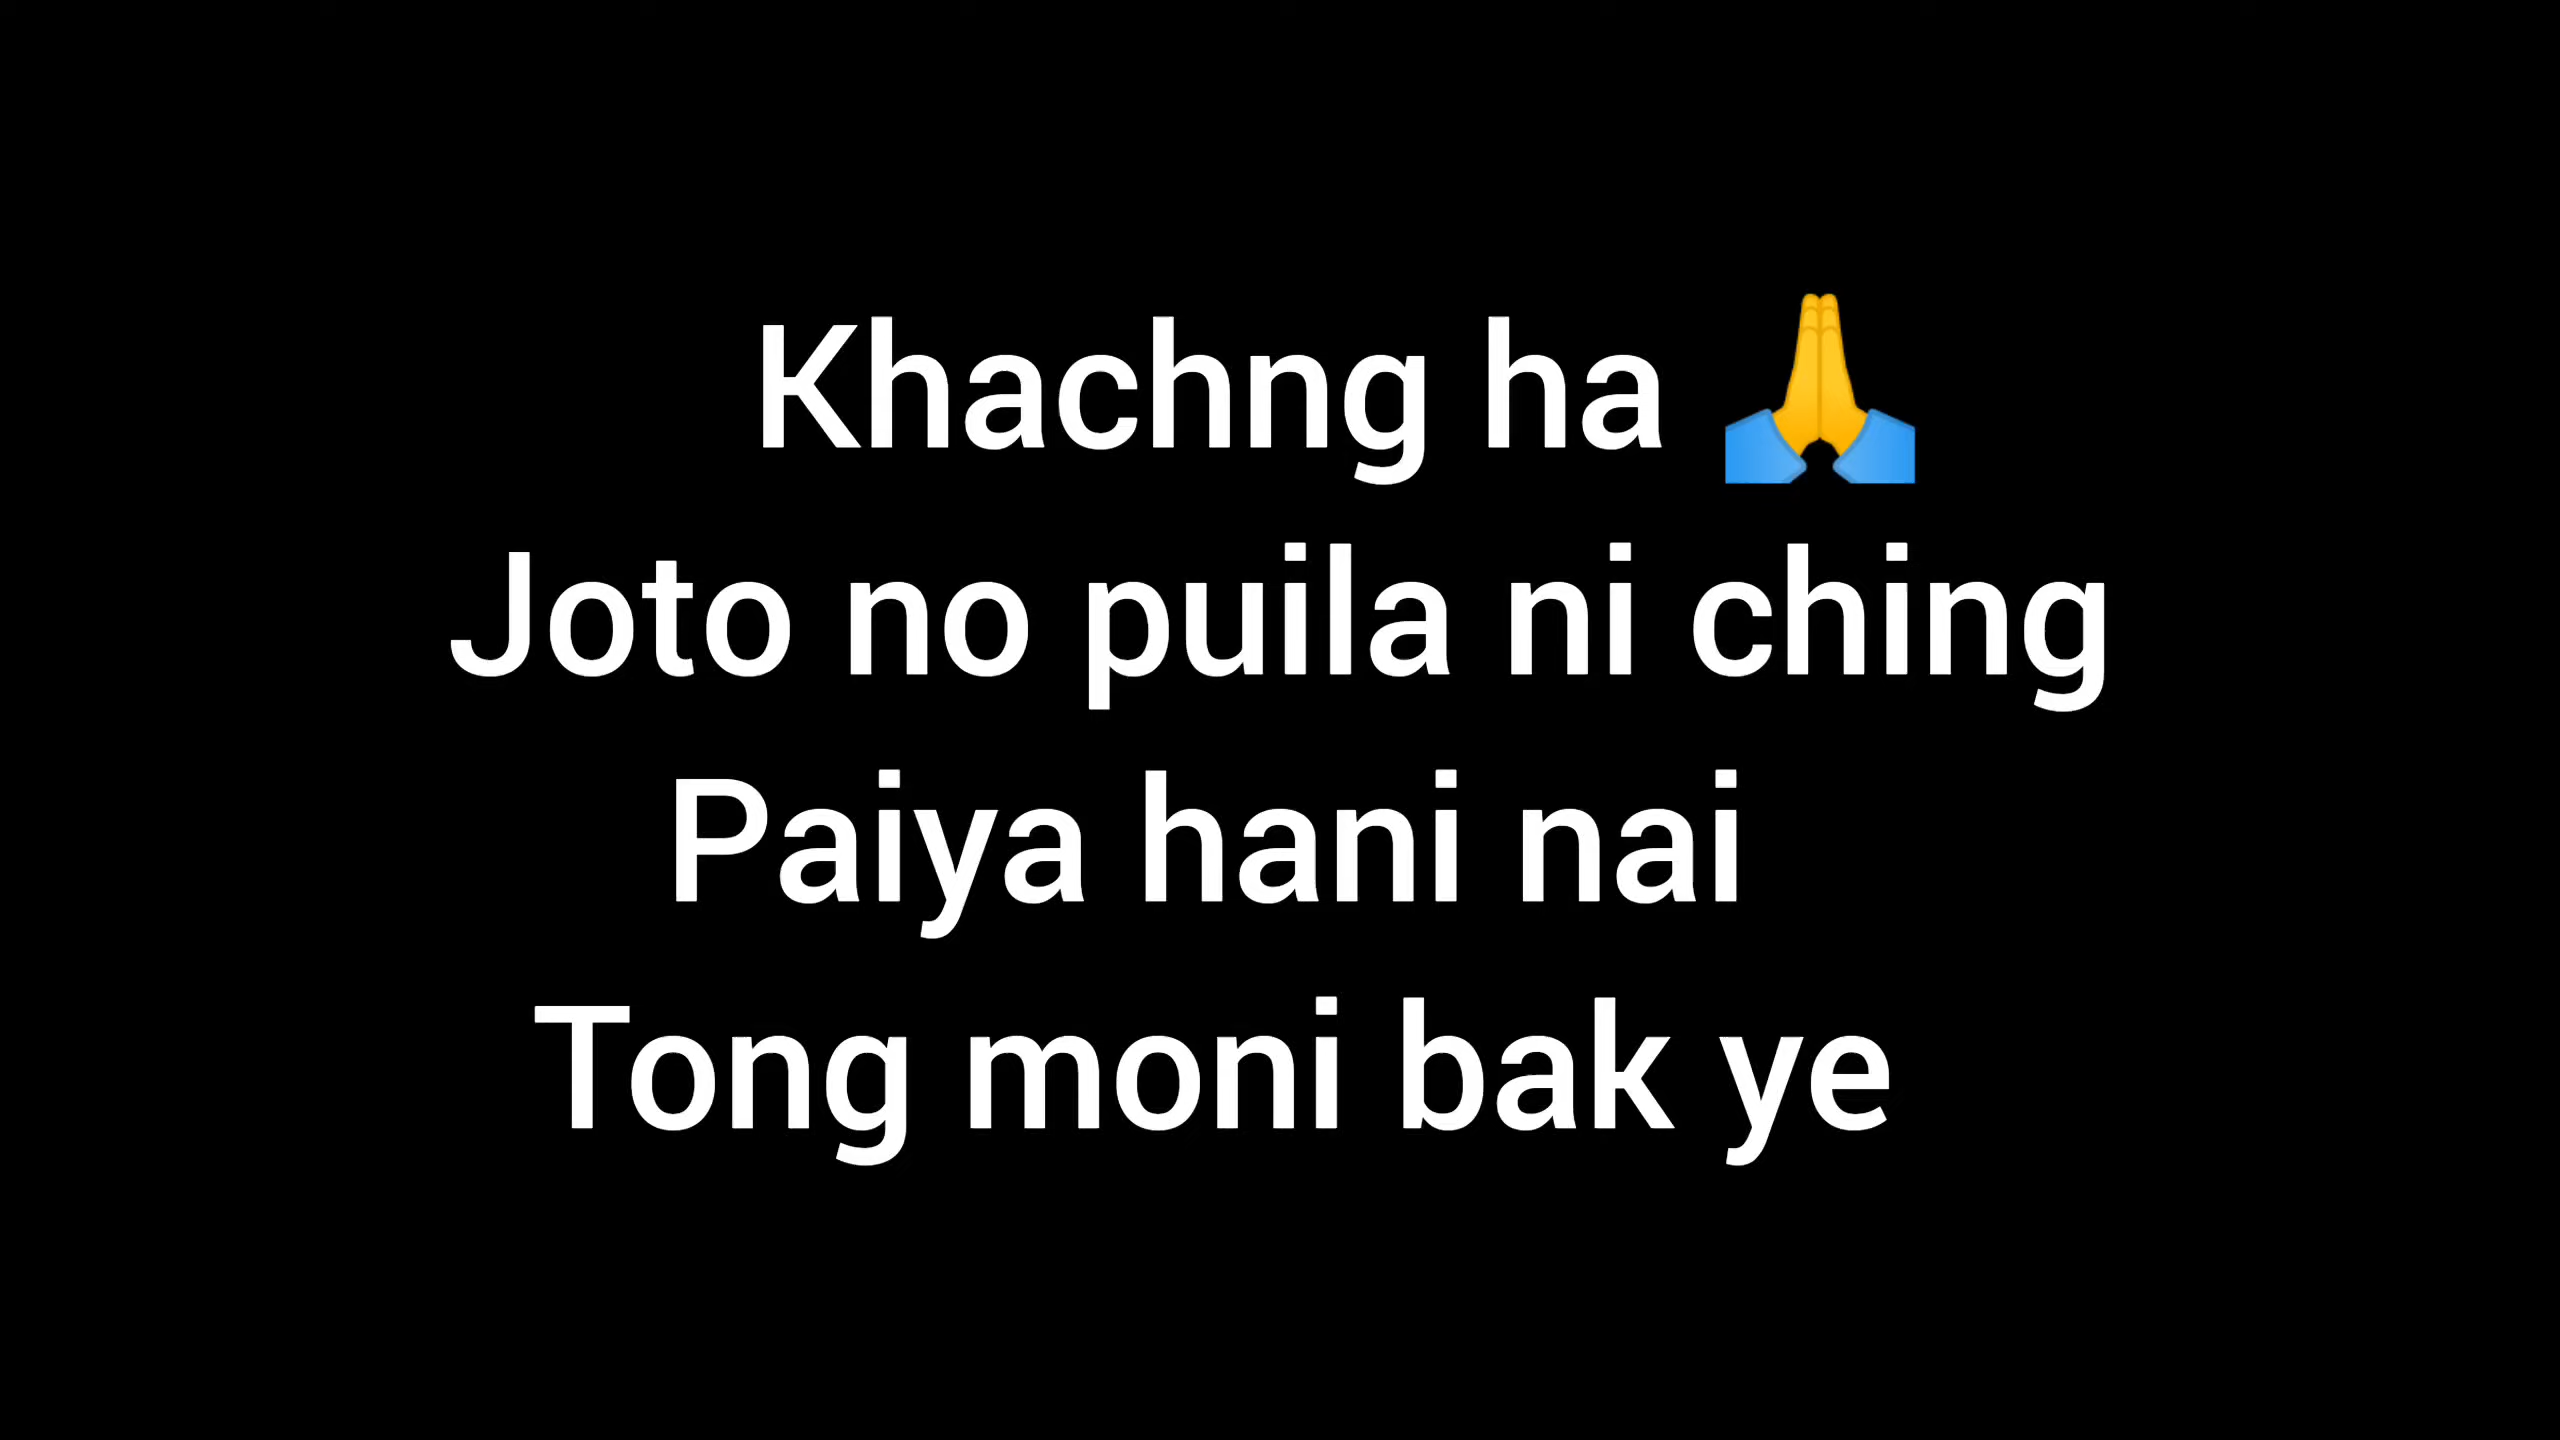 Khachng ha 🙏
Joto no puila ni ching
Paiya hani nai
Tong moni bak ye